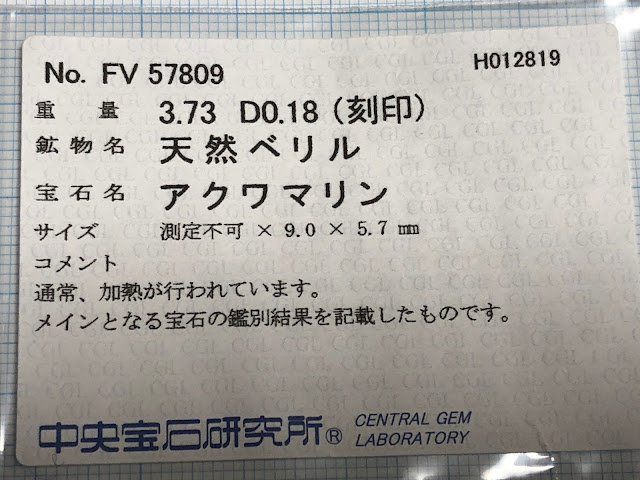 No. FV 57809
H012819
重量 3.73 D0.18（刻印）
鉱物名 天然ベリル
宝石名 アクワマリン
サイズ 測定不可 × 9.0 × 5.7 mm
コメント
通常、加熱が行われています。
メインとなる宝石の鑑別結果を記載したものです。
中央宝石研究所® CENTRAL GEM
LABORATORY